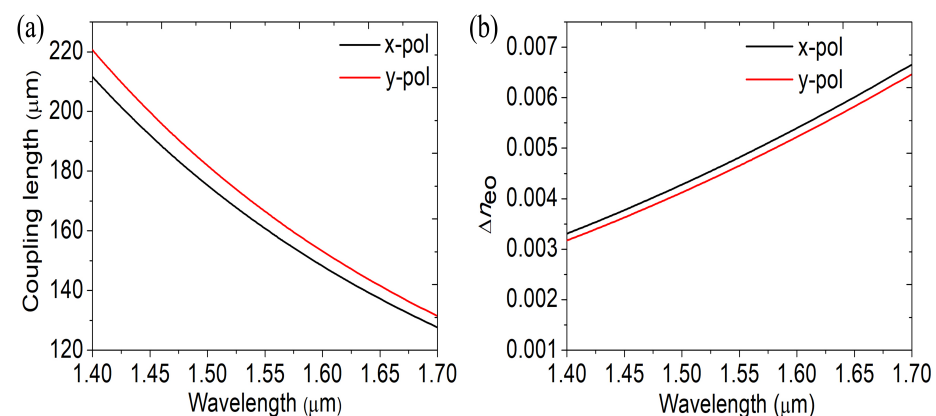 (a)
x-pol
y-pol
220
200
180
160
140
120
Coupling length (μm)
1.40 1.45 1.50 1.55 1.60 1.65 1.70
Wavelength (μm)
(b)
x-pol
y-pol
0.007
0.006
0.005
0.004
0.003
0.002
0.001
Δneo
1.40 1.45 1.50 1.55 1.60 1.65 1.70
Wavelength (μm)